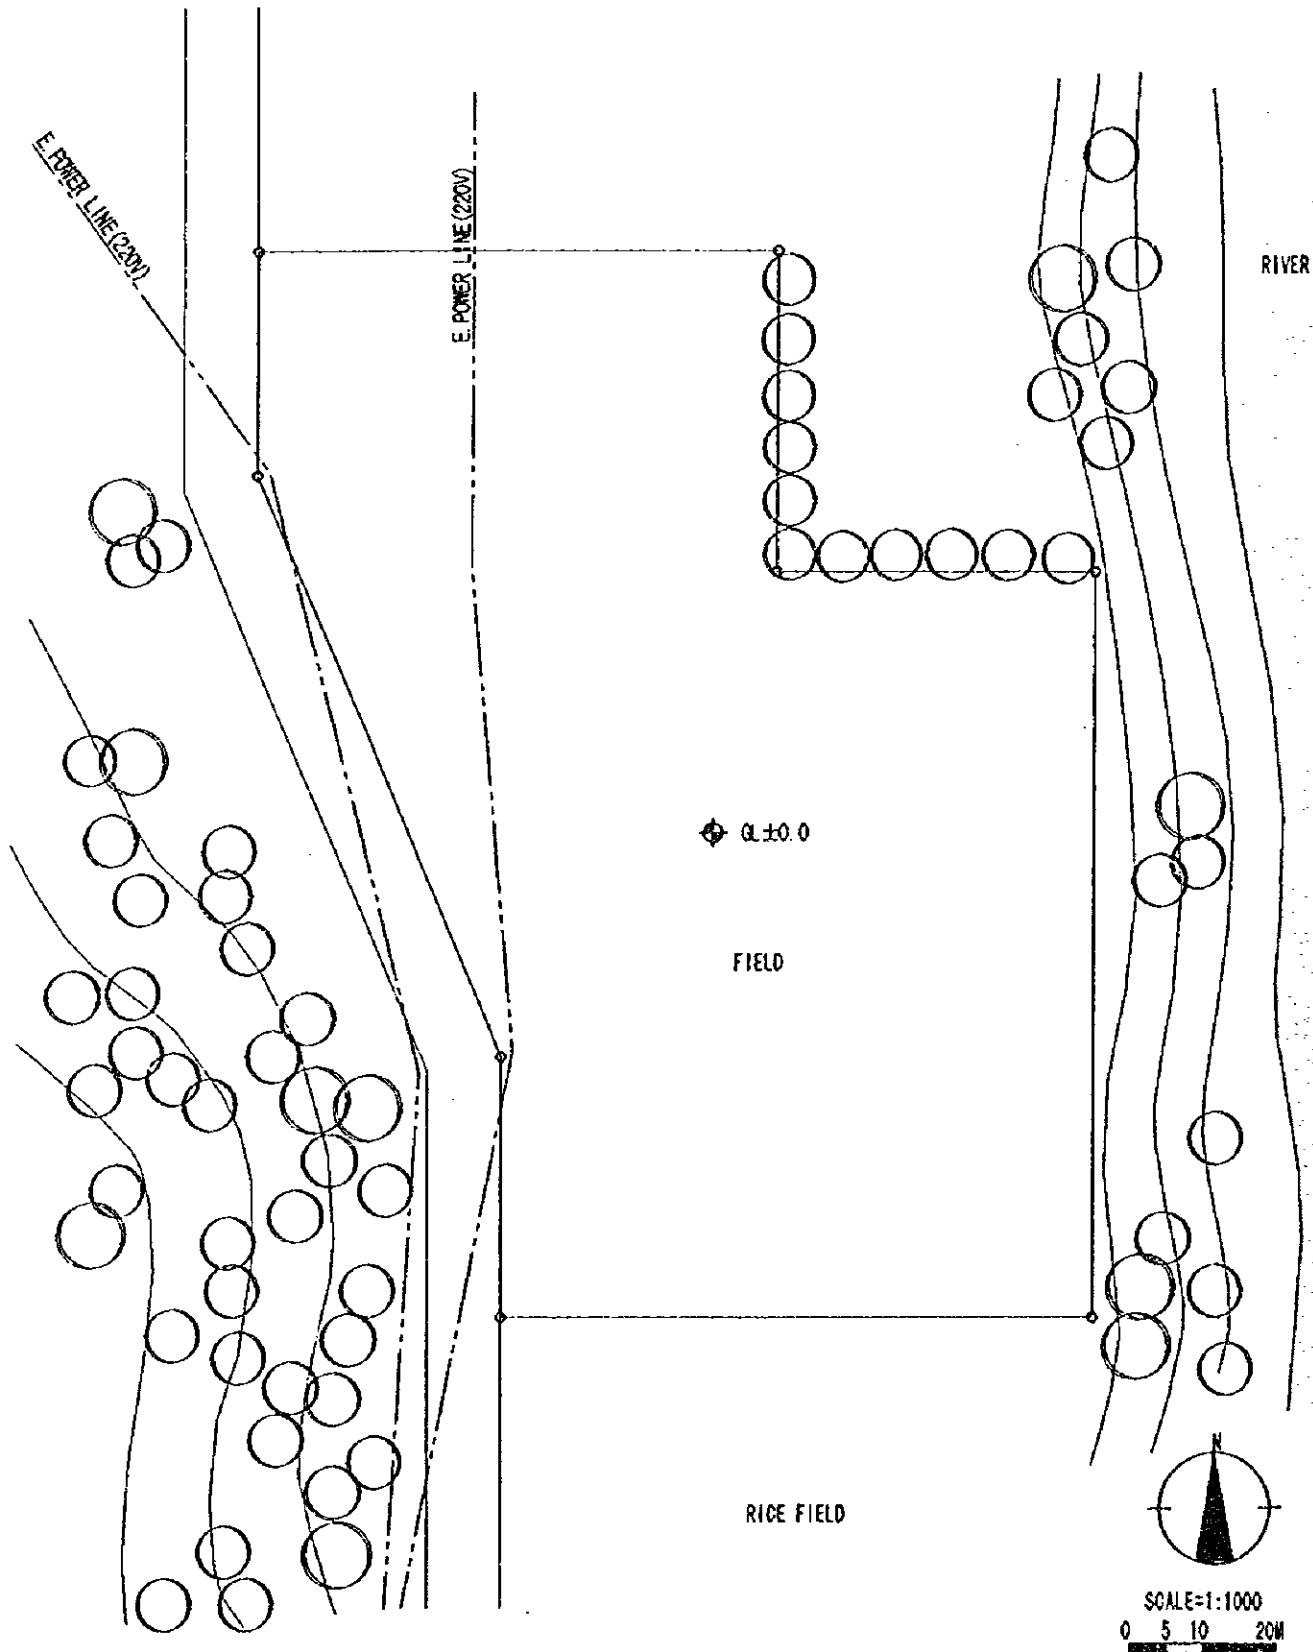 E. POWER LINE (220V)
E. POWER LINE (220V)
RIVER
GL±0.0
FIELD
RICE FIELD
N
SCALE=1:1000
0 5 10 20M